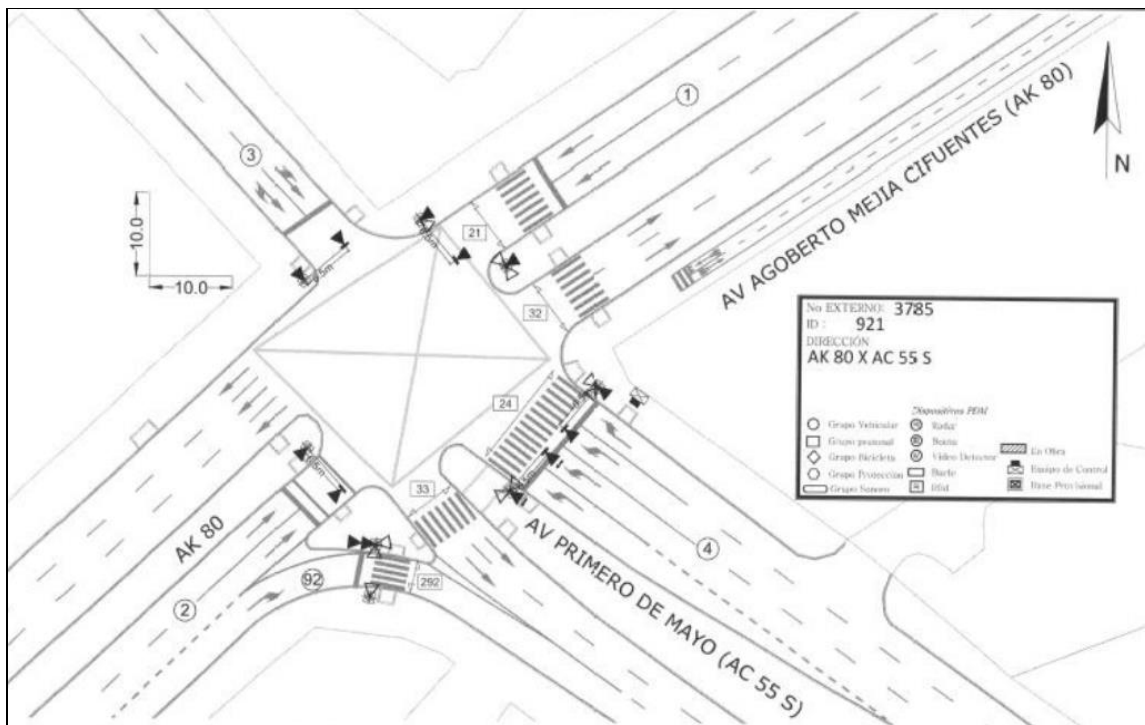 1
3
N
10.0
10.0
21
32
AV AGOBERTO MEJIA CIFUENTES (AK 80)
No EXTERNO: 3785
ID : 921
DIRECCIÓN
AK 80 X AC 55 S
Dispositivos PDM
Grupo Vehicular
Radar
Grupo peatonal
Grupo Bicicleta
Video Detector
En Obra
Grupo Protección
Bucle
Equipo de Control
Grupo Sonoro
Rfid
Base Provisional
24
33
AK 80
AV PRIMERO DE MAYO (AC 55 S)
4
92
292
2